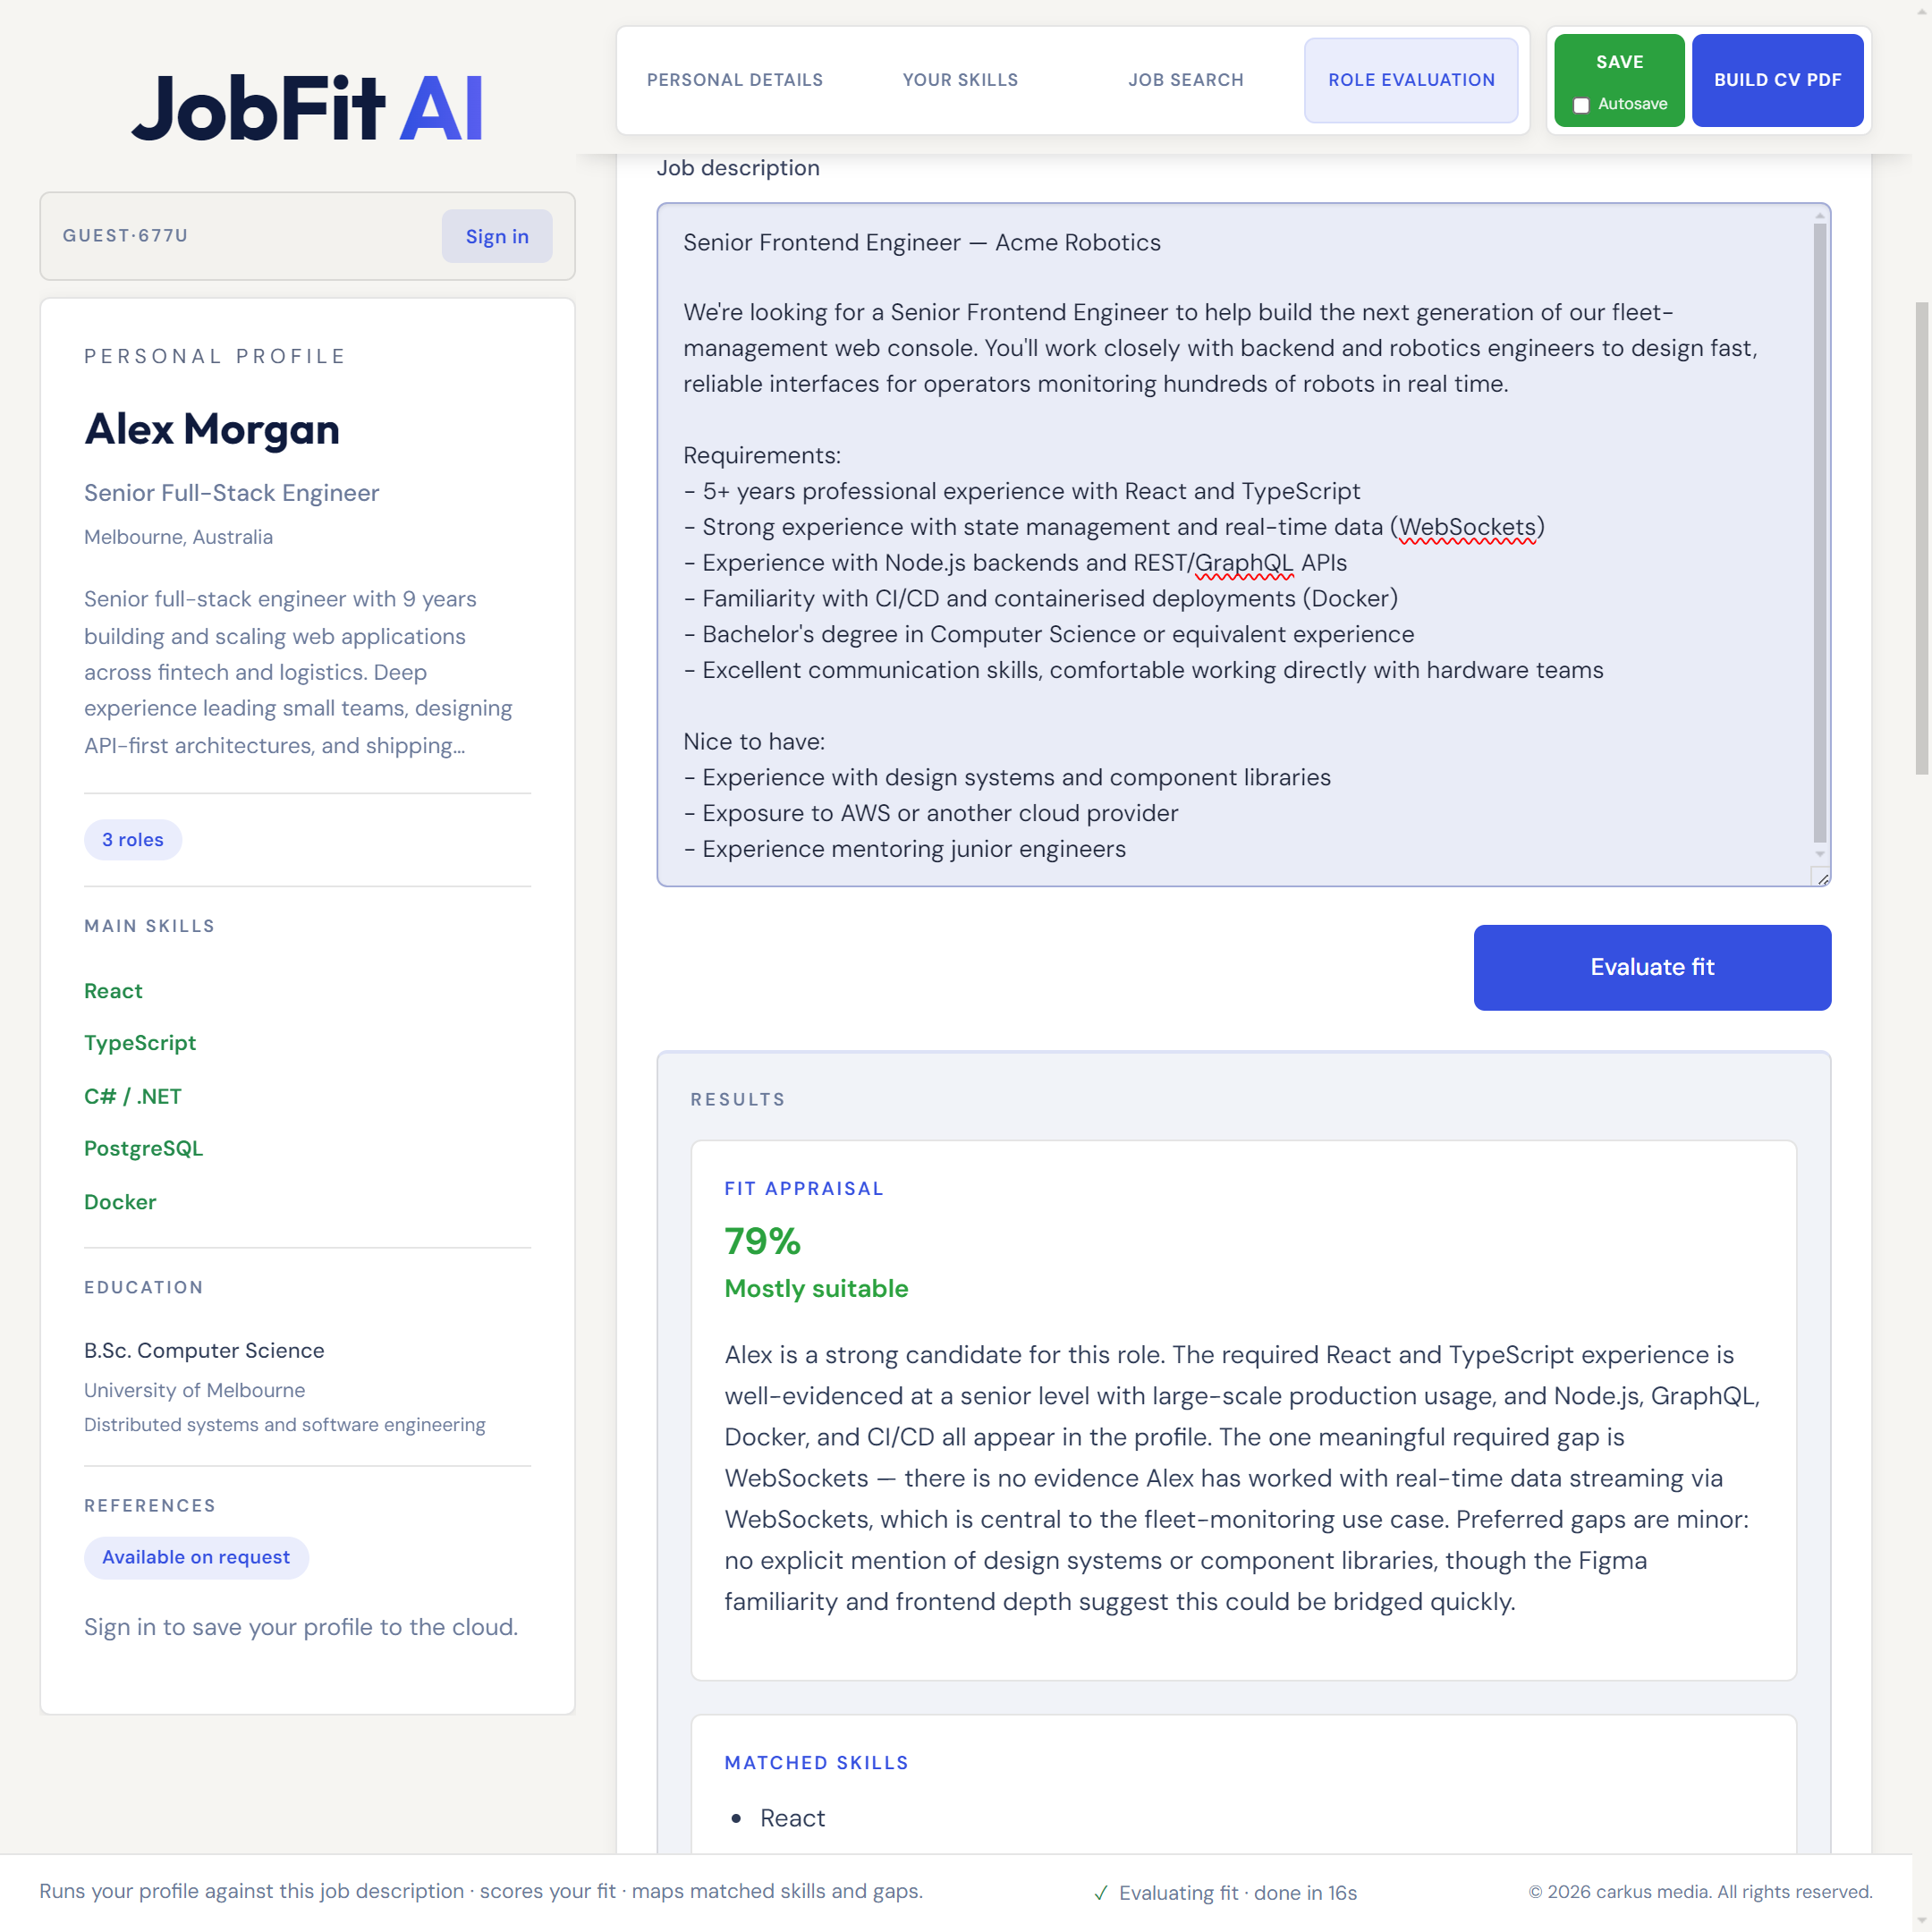 JobFit AI
PERSONAL DETAILS
YOUR SKILLS
JOB SEARCH
ROLE EVALUATION
SAVE
Autosave
BUILD CV PDF
GUEST·677U
Sign in
PERSONAL PROFILE
Alex Morgan
Senior Full-Stack Engineer
Melbourne, Australia
Senior full-stack engineer with 9 years
building and scaling web applications
across fintech and logistics. Deep
experience leading small teams, designing
API-first architectures, and shipping...
3 roles
MAIN SKILLS
React
TypeScript
C# / .NET
PostgreSQL
Docker
EDUCATION
B.Sc. Computer Science
University of Melbourne
Distributed systems and software engineering
REFERENCES
Available on request
Sign in to save your profile to the cloud.
Job description
Senior Frontend Engineer — Acme Robotics
We're looking for a Senior Frontend Engineer to help build the next generation of our fleet-
management web console. You'll work closely with backend and robotics engineers to design fast,
reliable interfaces for operators monitoring hundreds of robots in real time.
Requirements:
- 5+ years professional experience with React and TypeScript
- Strong experience with state management and real-time data (WebSockets)
- Experience with Node.js backends and REST/GraphQL APIs
- Familiarity with CI/CD and containerised deployments (Docker)
- Bachelor's degree in Computer Science or equivalent experience
- Excellent communication skills, comfortable working directly with hardware teams
Nice to have:
- Experience with design systems and component libraries
- Exposure to AWS or another cloud provider
- Experience mentoring junior engineers
Evaluate fit
RESULTS
FIT APPRAISAL
79%
Mostly suitable
Alex is a strong candidate for this role. The required React and TypeScript experience is
well-evidenced at a senior level with large-scale production usage, and Node.js, GraphQL,
Docker, and CI/CD all appear in the profile. The one meaningful required gap is
WebSockets — there is no evidence Alex has worked with real-time data streaming via
WebSockets, which is central to the fleet-monitoring use case. Preferred gaps are minor:
no explicit mention of design systems or component libraries, though the Figma
familiarity and frontend depth suggest this could be bridged quickly.
MATCHED SKILLS
• React
Runs your profile against this job description · scores your fit · maps matched skills and gaps.
✓ Evaluating fit · done in 16s
© 2026 carkus media. All rights reserved.